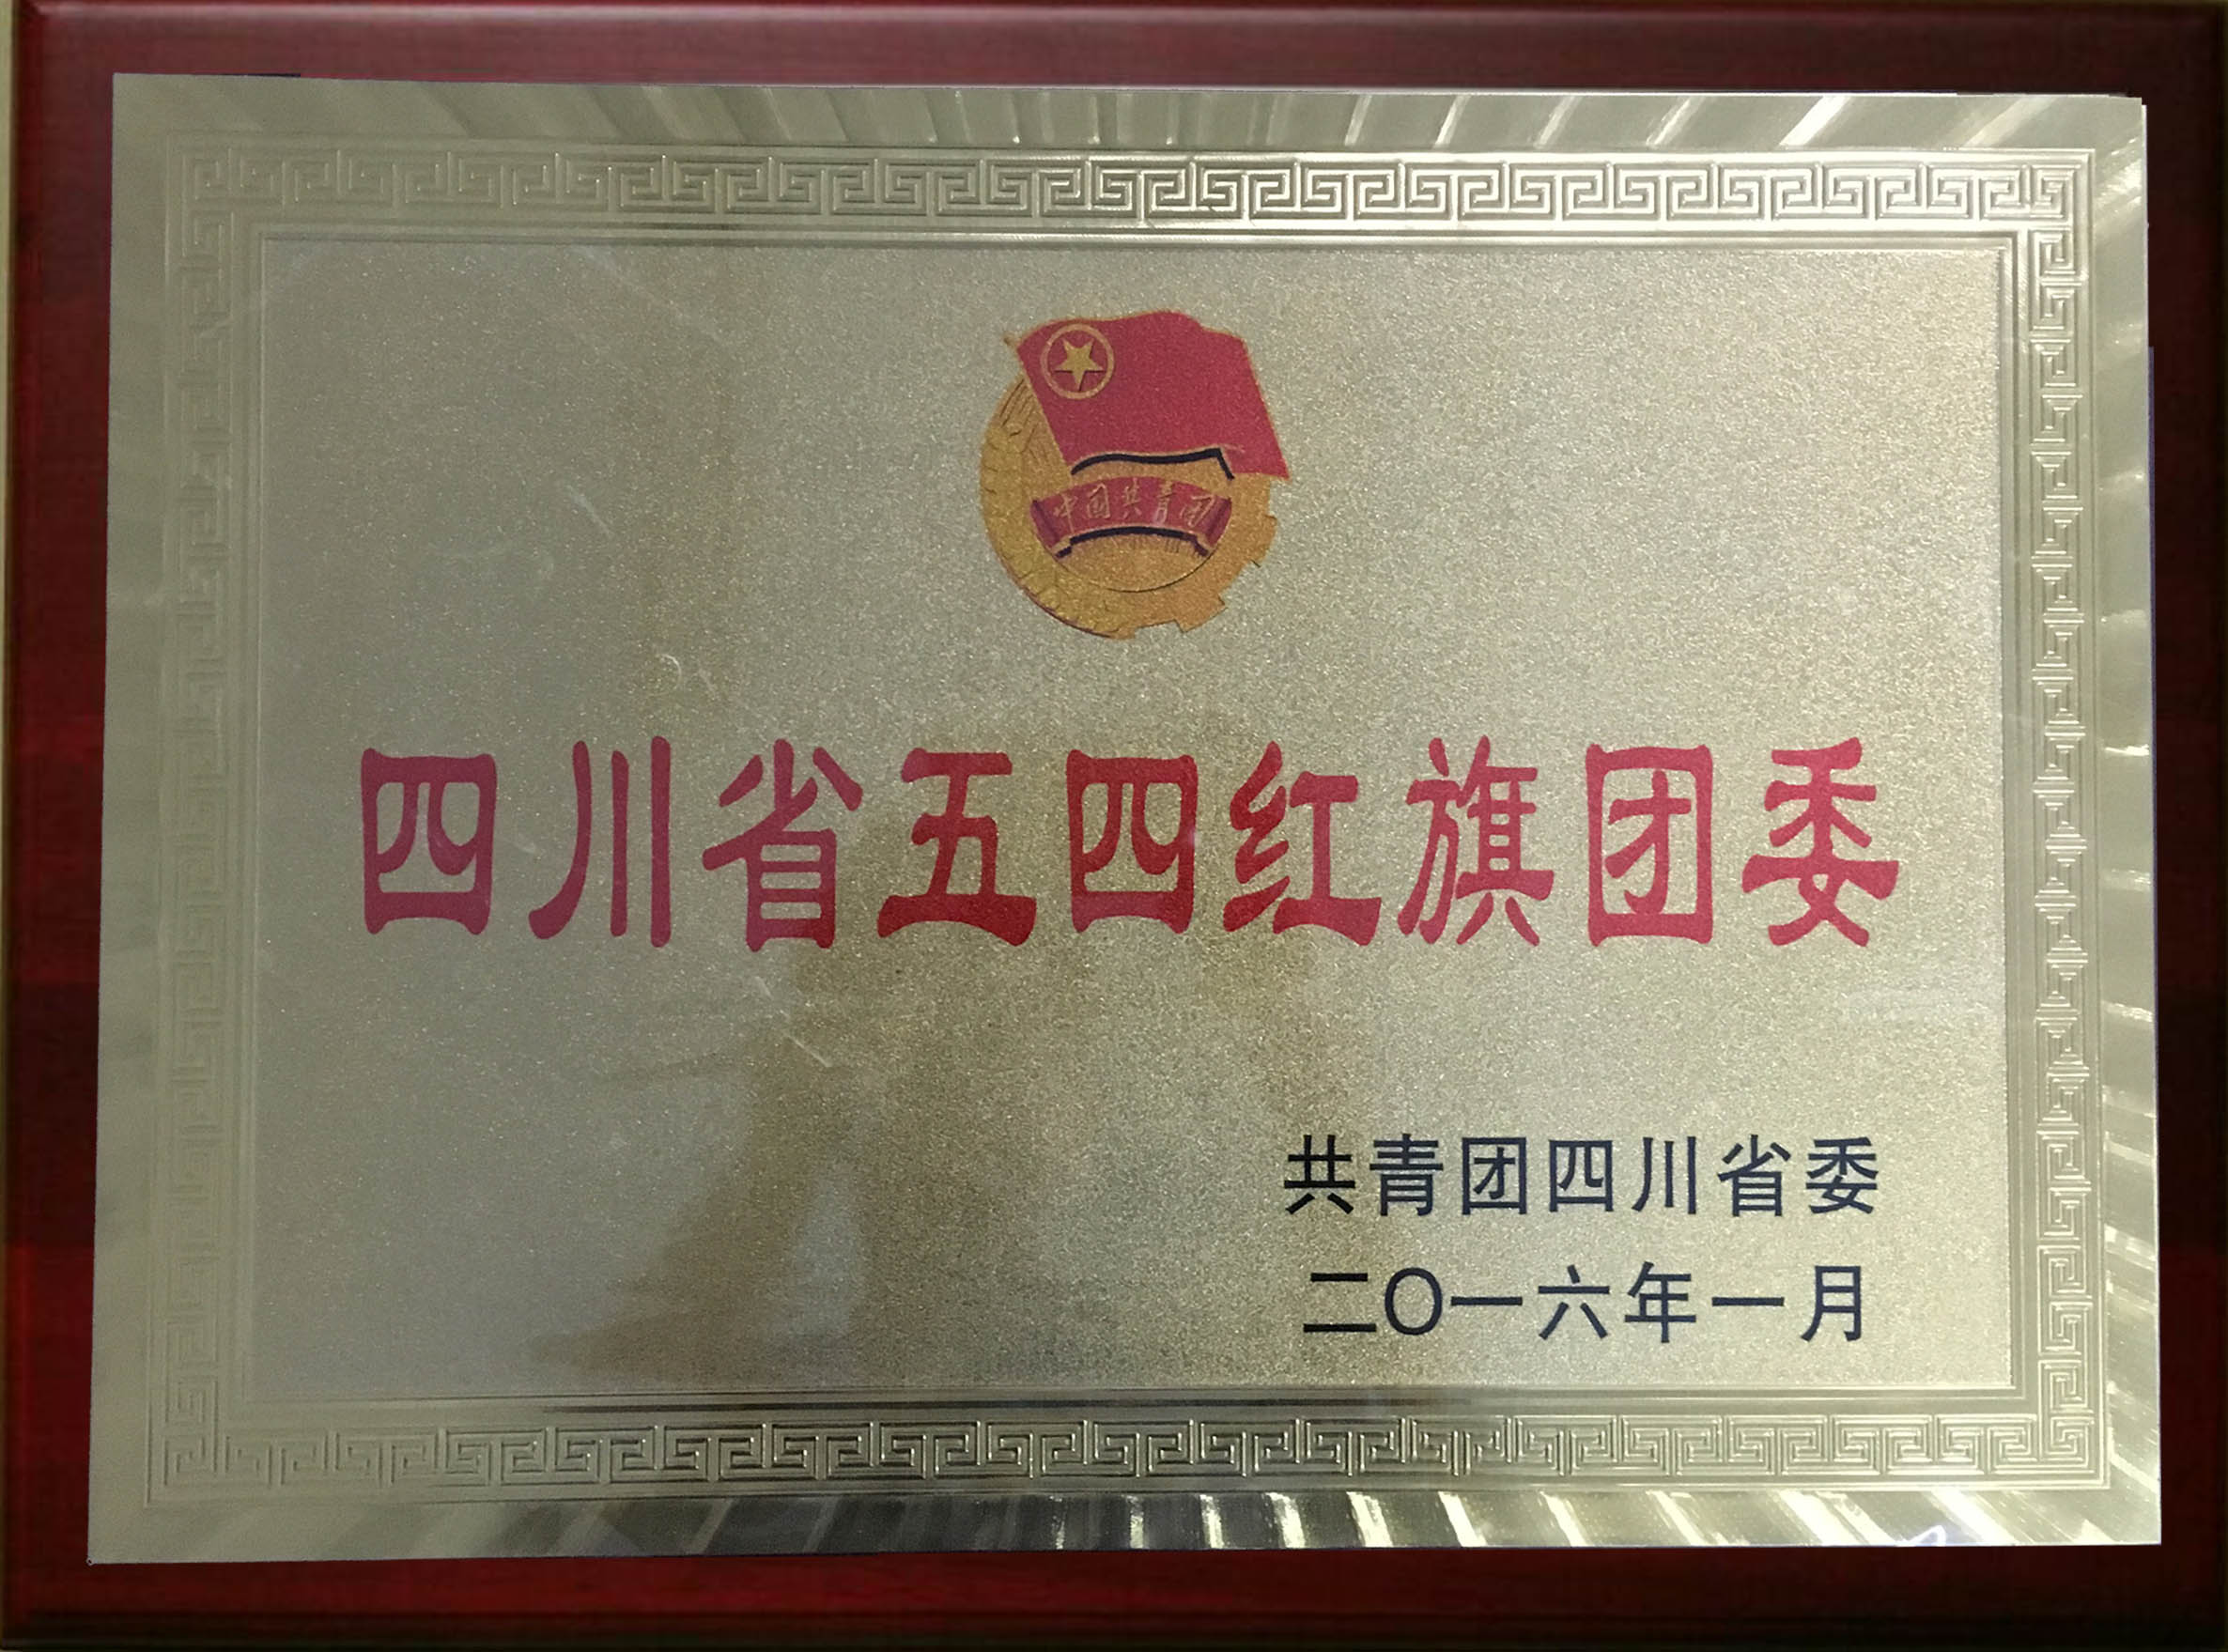 中国共青团
四川省五四红旗团委
共青团四川省委
二〇一六年一月